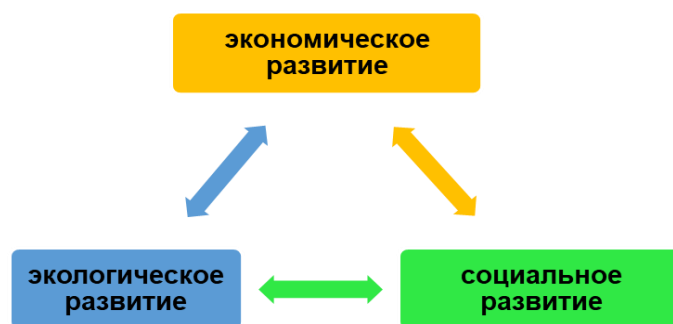 экономическое
развитие
экологическое
развитие
социальное
развитие